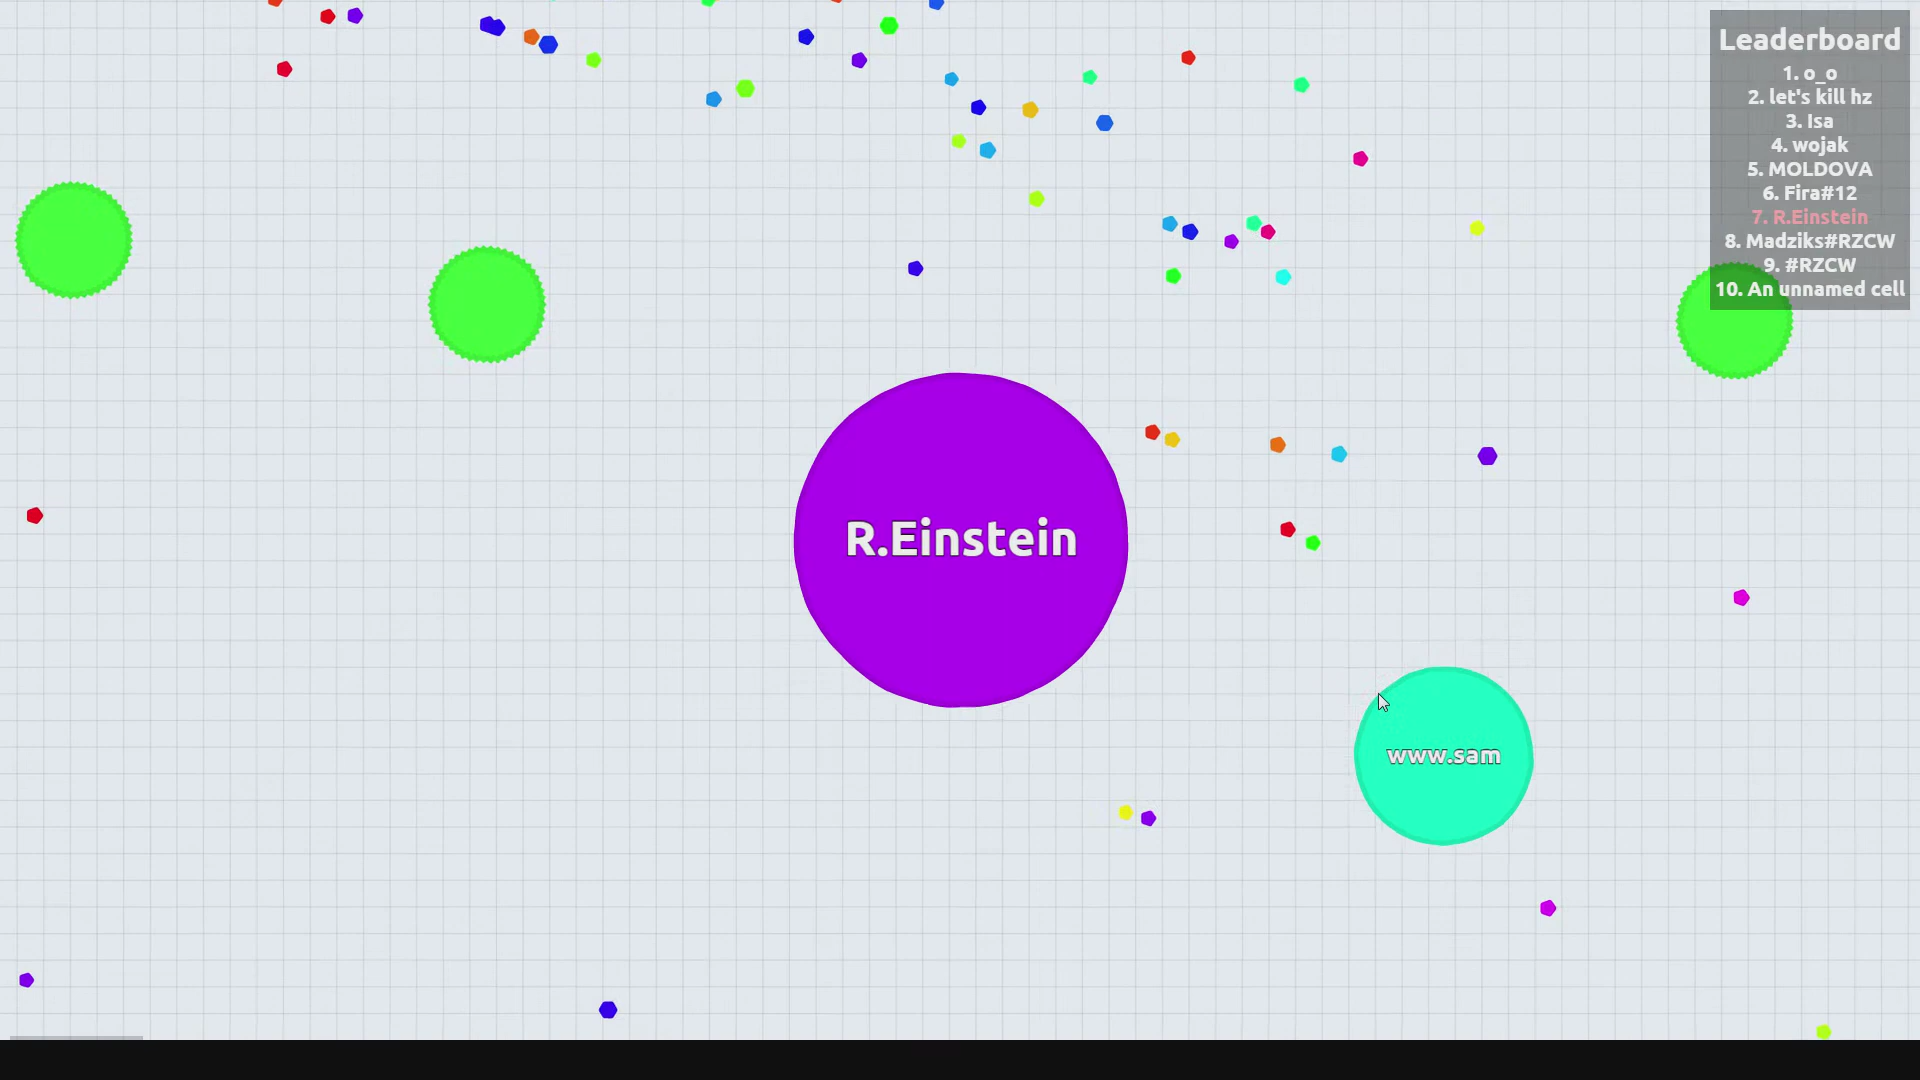 Leaderboard
1. o_o
2. let's kill hz
3. Isa
4. wojak
5. MOLDOVA
6. Fira#12
7. R.Einstein
8. Madziks#RZCW
9. #RZCW
10. An unnamed cell
R.Einstein
www.sam